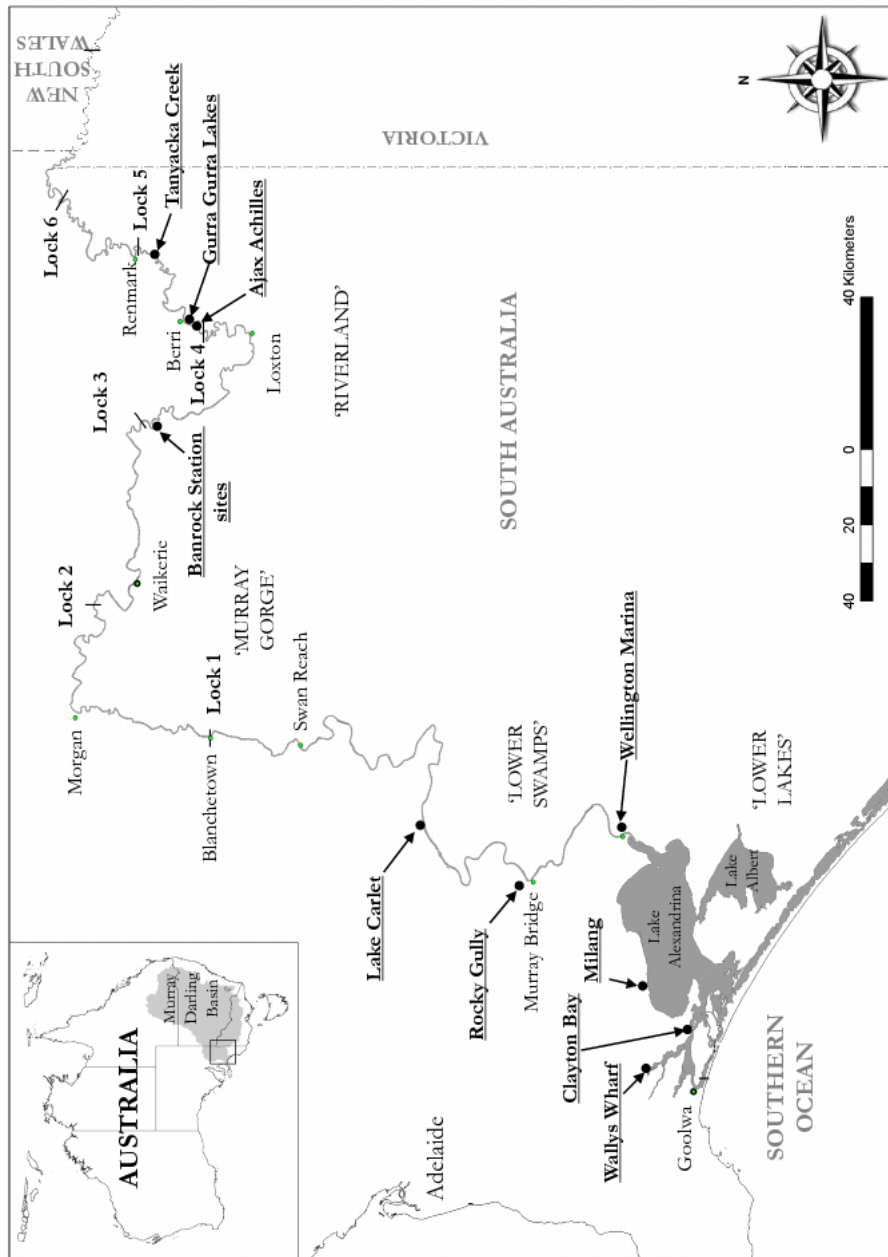 AUSTRALIA
Murray
Darling
Basin
NEW
SOUTH
WALES
VICTORIA
N
Lock 6
Lock 5
Renmark
Tanyacka Creek
Gurra Gurra Lakes
Ajax Achilles
Berri
Lock 4
Loxton
'RIVERLAND'
Lock 3
Banrock Station
sites
Lock 2
Waikerie
'MURRAY
GORGE'
Morgan
Lock 1
Blanchetown
Swan Reach
SOUTH AUSTRALIA
Lake Carlet
'LOWER
SWAMPS'
Rocky Gully
Murray Bridge
Wellington Marina
Adelaide
Milang
Clayton Bay
Wallys Wharf
Lake
Alexandrina
Lake
Albert
'LOWER
LAKES'
Goolwa
SOUTHERN
OCEAN
40 20 0 40 Kilometers